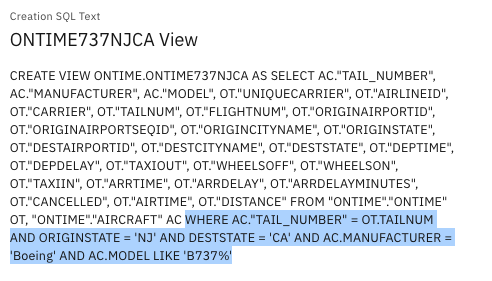 Creation SQL Text
ONTIME737NJCA View
CREATE VIEW ONTIME.ONTIME737NJCA AS SELECT AC."TAIL_NUMBER",
AC."MANUFACTURER", AC."MODEL", OT."UNIQUECARRIER", OT."AIRLINEID",
OT."CARRIER", OT."TAILNUM", OT."FLIGHTNUM", OT."ORIGINAIRPORTID",
OT."ORIGINAIRPORTSEQID", OT."ORIGINCITYNAME", OT."ORIGINSTATE",
OT."DESTAIRPORTID", OT."DESTCITYNAME", OT."DESTSTATE", OT."DEPTIME",
OT."DEPDELAY", OT."TAXIOUT", OT."WHEELSOFF", OT."WHEELSON",
OT."TAXIIN", OT."ARRTIME", OT."ARRDELAY", OT."ARRDELAYMINUTES",
OT."CANCELLED", OT."AIRTIME", OT."DISTANCE" FROM "ONTIME"."ONTIME"
OT, "ONTIME"."AIRCRAFT" AC WHERE AC."TAIL_NUMBER" = OT.TAILNUM
AND ORIGINSTATE = 'NJ' AND DESTSTATE = 'CA' AND AC.MANUFACTURER =
'Boeing' AND AC.MODEL LIKE 'B737%'